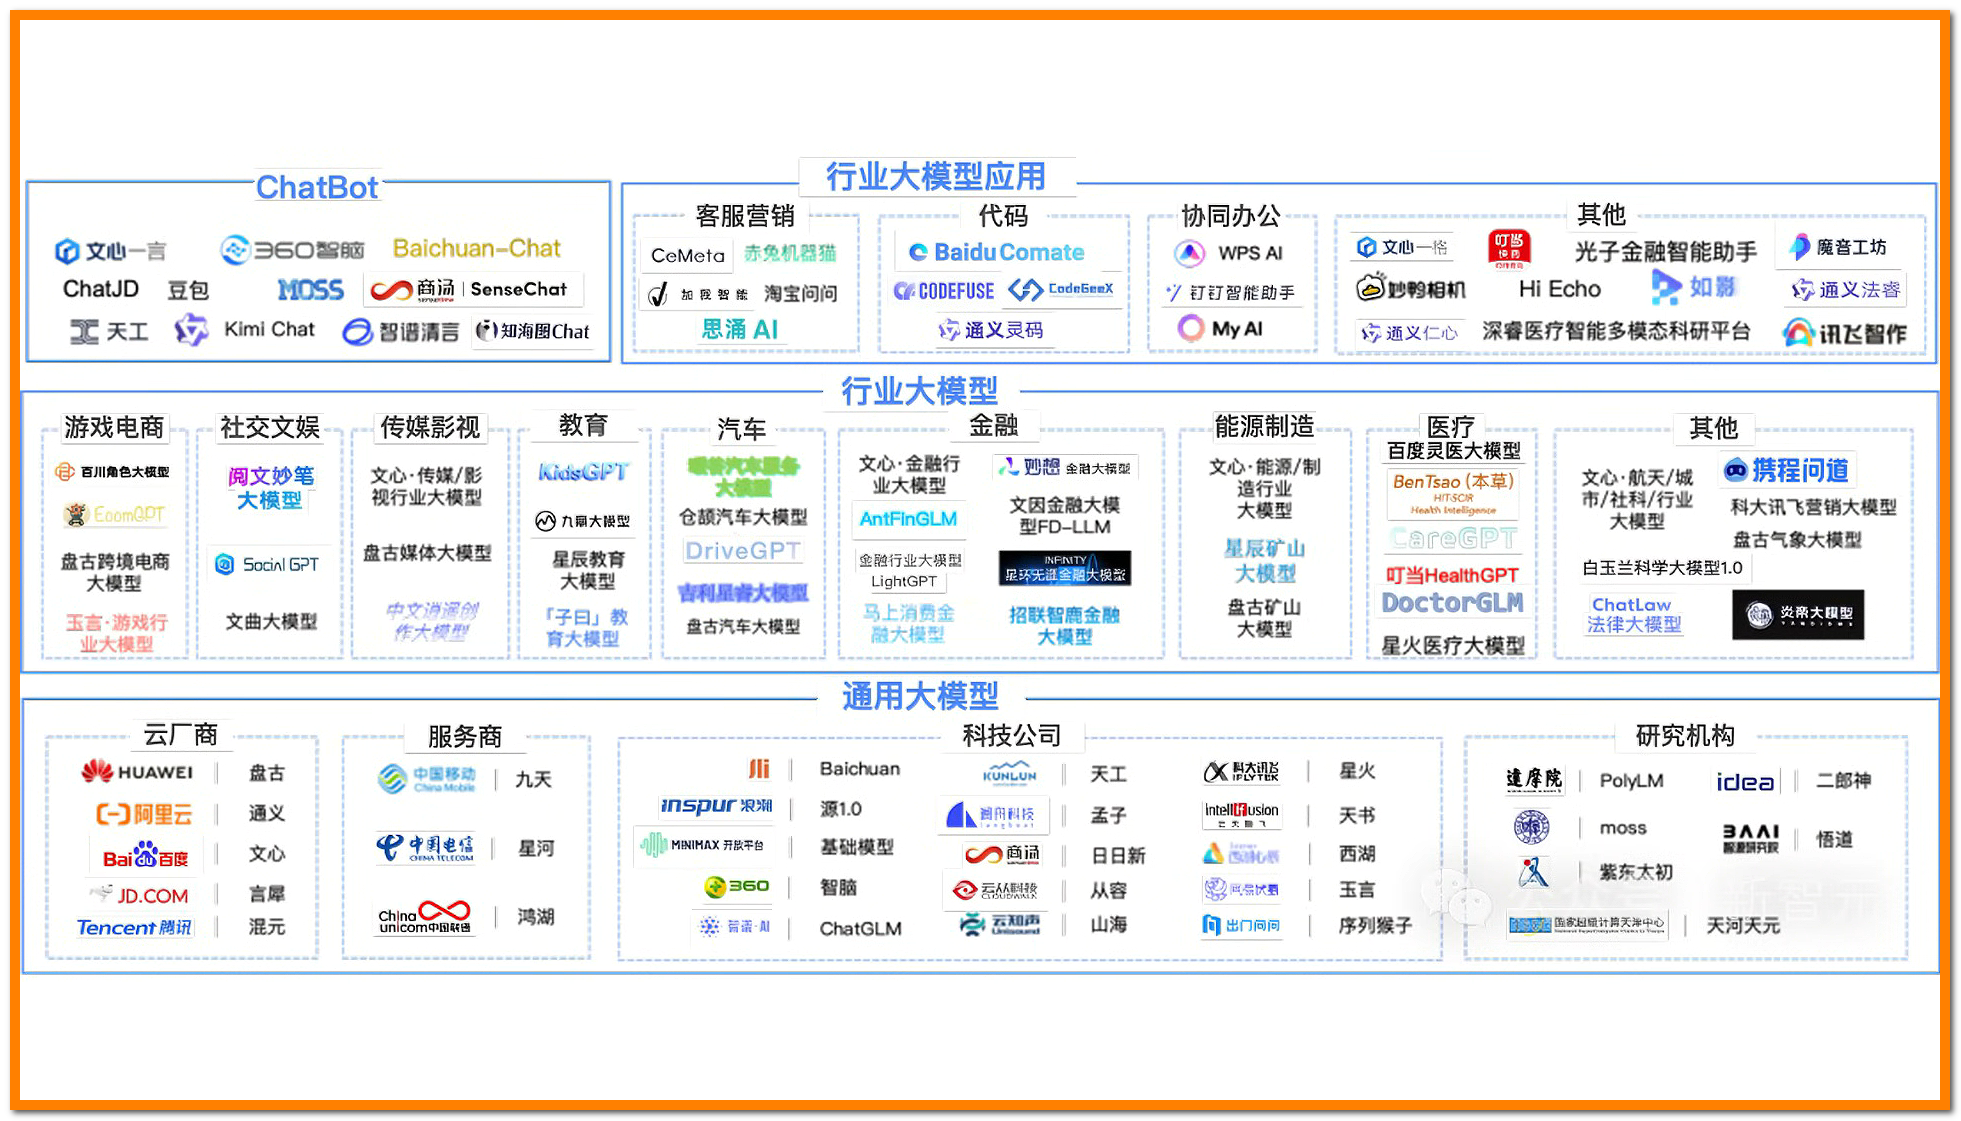 ChatBot
文心一言
360智脑
Baichuan-Chat
ChatJD
豆包
MOSS
商汤
SenseChat
天工
Kimi Chat
智谱清言
知海图Chat
行业大模型应用
客服营销
CeMeta
赤兔机器猫
加我智能
淘宝问问
思涌 AI
代码
Baidu Comate
CODEFUSE
CodeGeeX
通义灵码
协同办公
WPS AI
钉钉智能助手
My AI
其他
文心一格
叮当
快药
光子金融智能助手
魔音工坊
妙鸭相机
Hi Echo
如影
通义法睿
通义仁心
深睿医疗智能多模态科研平台
讯飞智作
行业大模型
游戏电商
百川角色大模型
EcomGPT
盘古跨境电商
大模型
玉言·游戏行
业大模型
社交文娱
阅文妙笔
大模型
Social GPT
文曲大模型
传媒影视
文心·传媒/影
视行业大模型
盘古媒体大模型
中文逍遥创
作大模型
教育
KidsGPT
九章大模型
星辰教育
大模型
「子曰」教
育大模型
汽车
大模型
仓颉汽车大模型
DriveGPT
吉利星睿大模型
盘古汽车大模型
金融
文心·金融行
业大模型
AntFinGLM
金融行业大模型
LightGPT
马上消费金
融大模型
妙想 金融大模型
文因金融大模
型FD-LLM
INFINITY
星环无涯金融大模型
招联智鹿金融
大模型
能源制造
文心·能源/制
造行业
大模型
星辰矿山
大模型
盘古矿山
大模型
医疗
百度灵医大模型
BenTsao (本草)
HIT-SCIR
Health Intelligence
CareGPT
叮当HealthGPT
DoctorGLM
星火医疗大模型
其他
文心·航天/城
市/社科/行业
大模型
携程问道
科大讯飞营销大模型
盘古气象大模型
白玉兰科学大模型1.0
ChatLaw
法律大模型
炎帝大模型
YANDIDMX
通用大模型
云厂商
HUAWEI
盘古
阿里云
通义
Bai du 百度
文心
JD.COM
言犀
Tencent 腾讯
混元
服务商
中国移动
China Mobile
九天
中国电信
CHINA TELECOM
星河
China
unicom中国联通
鸿湖
科技公司
Baichuan
inspur 浪潮
源1.0
MINIMAX 开放平台
基础模型
360
智脑
智谱·AI
ChatGLM
KUNLUN
天工
澜舟科技
langboat
孟子
商汤
日日新
云从科技
CLOUDWALK
从容
云知声
Unisound
山海
科大讯飞
iFLYTEK
星火
intellifusion
云天励飞
天书
西湖心辰
西湖
网易伏羲
玉言
出门问问
序列猴子
研究机构
達摩院
PolyLM
idea
二郎神
moss
BAAI
智源研究院
悟道
紫东太初
国家超级计算天津中心
天河天元